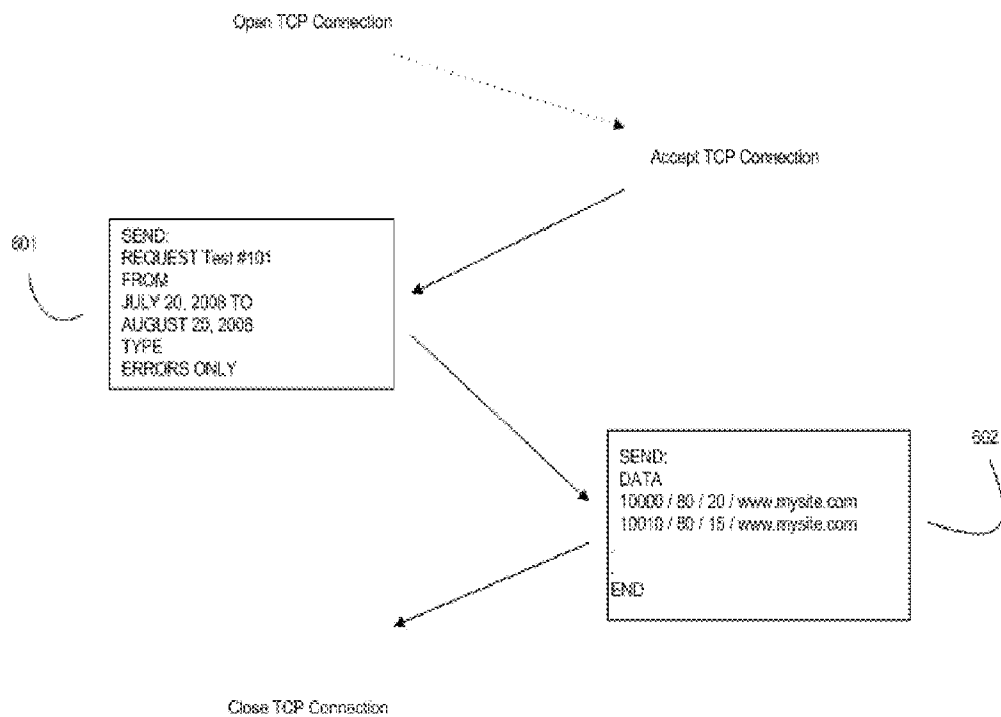 Open TCP Connection
Accept TCP Connection
601
SEND:
REQUEST Test #101
FROM
JULY 20, 2008 TO
AUGUST 20, 2008
TYPE
ERRORS ONLY
602
SEND:
DATA
10000 / 80 / 20 / www.mysite.com
10010 / 80 / 15 / www.mysite.com
.
.
END
Close TCP Connection